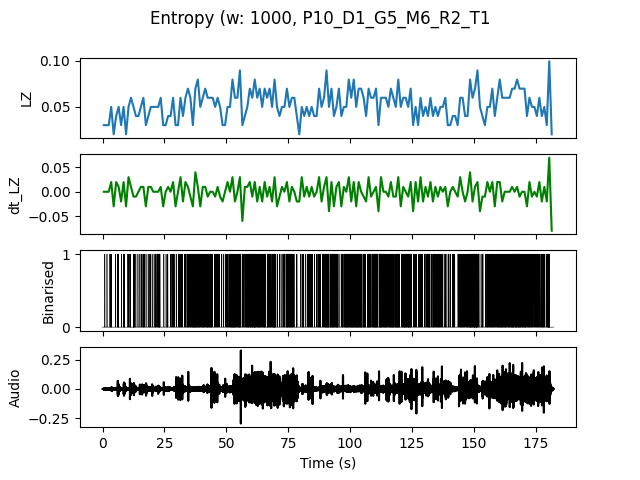 Entropy (w: 1000, P10_D1_G5_M6_R2_T1
0.10
0.05
LZ
0.05
0.00
−0.05
dt_LZ
1
0
Binarised
0.25
0.00
−0.25
Audio
0 25 50 75 100 125 150 175
Time (s)